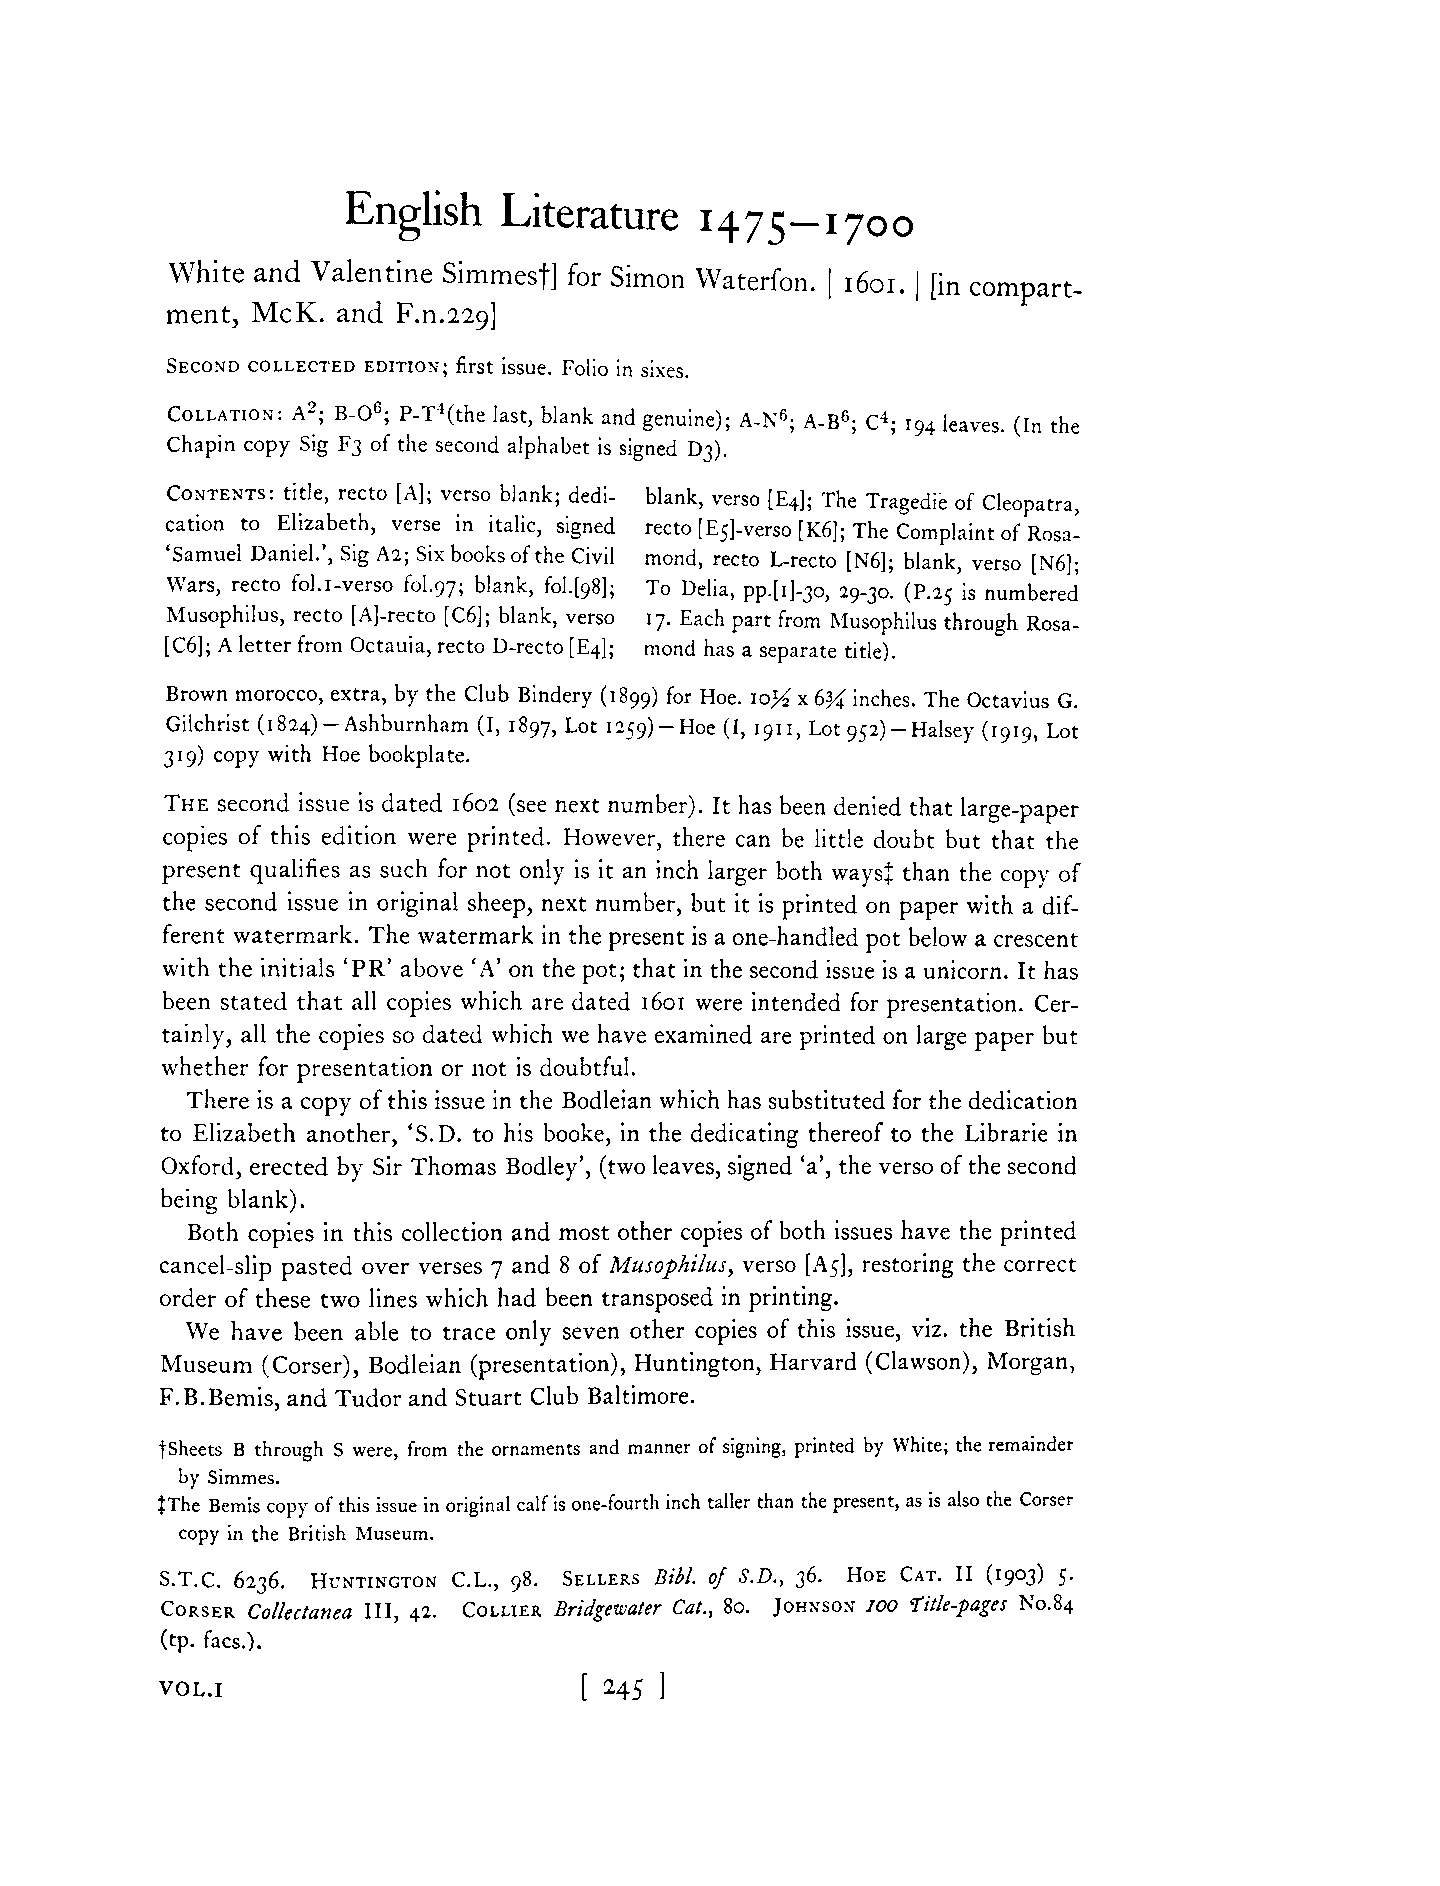 English Literature 1475—1700
White and Valentine Simmes†] for Simon Waterſon. | 1601. | [in compart-
ment, McK. and F.n.229]
SECOND COLLECTED EDITION; first issue. Folio in sixes.
COLLATION: A²; B-O⁶; P-T⁴(the last, blank and genuine); A-N⁶; A-B⁶; C⁴; 194 leaves. (In the
Chapin copy Sig F3 of the second alphabet is signed D3).
CONTENTS: title, recto [A]; verso blank; dedi-
cation to Elizabeth, verse in italic, signed
‘Samuel Daniel.’, Sig A2; Six books of the Civil
Wars, recto fol.1-verso fol.97; blank, fol.[98];
Musophilus, recto [A]-recto [C6]; blank, verso
[C6]; A letter from Octauia, recto D-recto [E4];
blank, verso [E4]; The Tragedie of Cleopatra,
recto [E5]-verso [K6]; The Complaint of Rosa-
mond, recto L-recto [N6]; blank, verso [N6];
To Delia, pp.[1]-30, 29-30. (P.25 is numbered
17. Each part from Musophilus through Rosa-
mond has a separate title).
Brown morocco, extra, by the Club Bindery (1899) for Hoe. 10½ x 6¾ inches. The Octavius G.
Gilchrist (1824)—Ashburnham (I, 1897, Lot 1259)—Hoe (I, 1911, Lot 952)—Halsey (1919, Lot
319) copy with Hoe bookplate.
THE second issue is dated 1602 (see next number). It has been denied that large-paper
copies of this edition were printed. However, there can be little doubt but that the
present qualifies as such for not only is it an inch larger both ways‡ than the copy of
the second issue in original sheep, next number, but it is printed on paper with a dif-
ferent watermark. The watermark in the present is a one-handled pot below a crescent
with the initials ‘PR’ above ‘A’ on the pot; that in the second issue is a unicorn. It has
been stated that all copies which are dated 1601 were intended for presentation. Cer-
tainly, all the copies so dated which we have examined are printed on large paper but
whether for presentation or not is doubtful.
There is a copy of this issue in the Bodleian which has substituted for the dedication
to Elizabeth another, ‘S.D. to his booke, in the dedicating thereof to the Librarie in
Oxford, erected by Sir Thomas Bodley’, (two leaves, signed ‘a’, the verso of the second
being blank).
Both copies in this collection and most other copies of both issues have the printed
cancel-slip pasted over verses 7 and 8 of Musophilus, verso [A5], restoring the correct
order of these two lines which had been transposed in printing.
We have been able to trace only seven other copies of this issue, viz. the British
Museum (Corser), Bodleian (presentation), Huntington, Harvard (Clawson), Morgan,
F.B.Bemis, and Tudor and Stuart Club Baltimore.
†Sheets B through S were, from the ornaments and manner of signing, printed by White; the remainder
by Simmes.
‡The Bemis copy of this issue in original calf is one-fourth inch taller than the present, as is also the Corser
copy in the British Museum.
S.T.C. 6236. HUNTINGTON C.L., 98. SELLERS Bibl. of S.D., 36. HOE CAT. II (1903) 5.
CORSER Collectanea III, 42. COLLIER Bridgewater Cat., 80. JOHNSON 100 Title-pages No.84
(tp. facs.).
VOL.I [ 245 ]